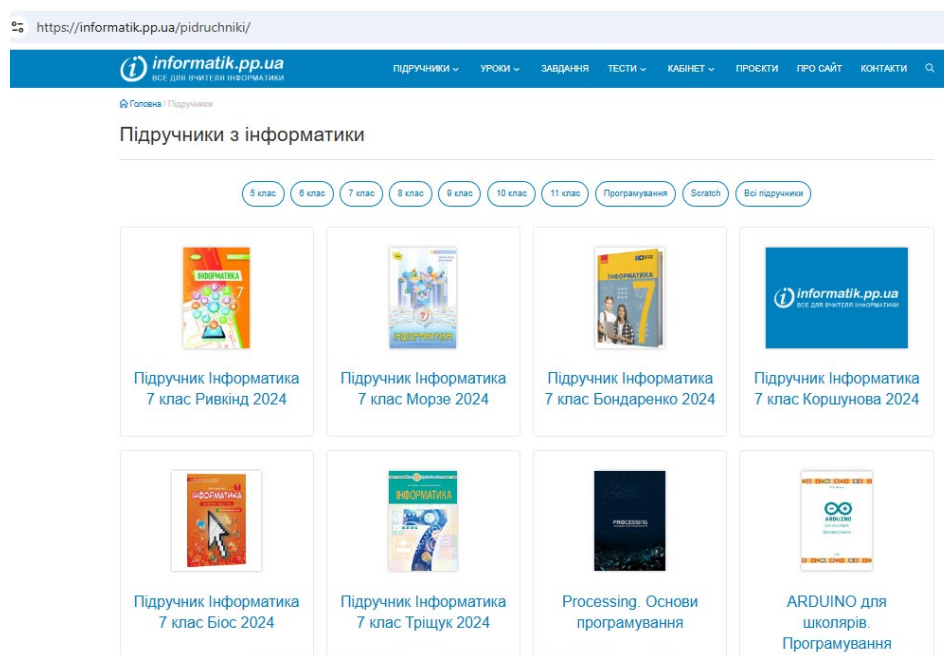 https://informatik.pp.ua/pidruchniki/
informatik.pp.ua
ВСЕ ДЛЯ ВЧИТЕЛЯ ІНФОРМАТИКИ
ПІДРУЧНИКИ УРОКИ ЗАВДАННЯ ТЕСТИ КАБІНЕТ ПРОЄКТИ ПРО САЙТ КОНТАКТИ
Головна / Підручники
Підручники з інформатики
5 клас 6 клас 7 клас 8 клас 9 клас 10 клас 11 клас Програмування Scratch Всі підручники
ІНФОРМАТИКА
7
ІНФОРМАТИКА
7
ІНФОРМАТИКА
7
informatik.pp.ua
ВСЕ ДЛЯ ВЧИТЕЛЯ ІНФОРМАТИКИ
Підручник Інформатика
7 клас Ривкінд 2024
Підручник Інформатика
7 клас Морзе 2024
Підручник Інформатика
7 клас Бондаренко 2024
Підручник Інформатика
7 клас Коршунова 2024
ІНФОРМАТИКА
ІНФОРМАТИКА
7
PROCESSING
ARDUINO
Підручник Інформатика
7 клас Біос 2024
Підручник Інформатика
7 клас Тріщук 2024
Processing. Основи
програмування
ARDUINO для
школярів.
Програмування